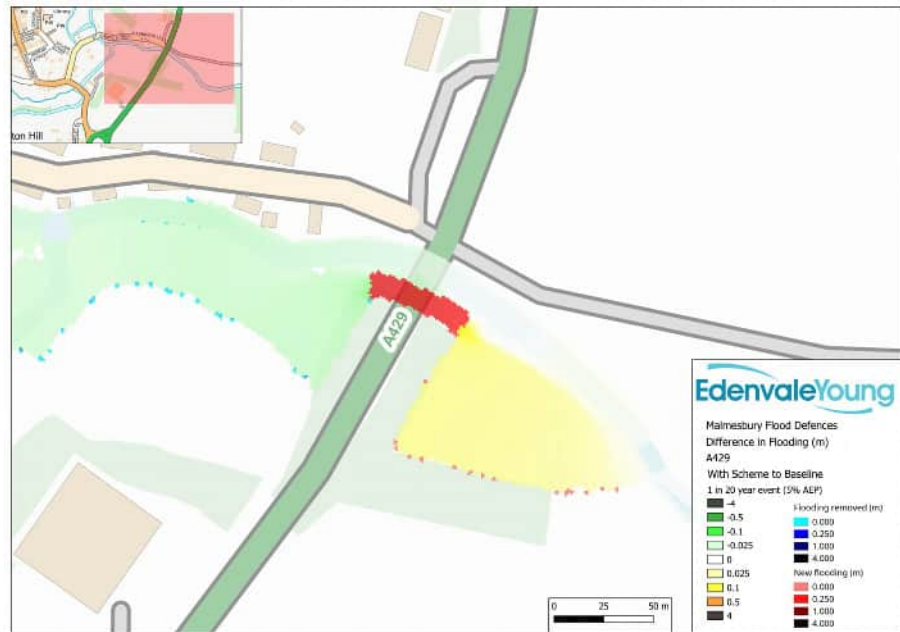 ton Hill
A429
EdenvaleYoung
Malmesbury Flood Defences
Difference in Flooding (m)
A429
With Scheme to Baseline
1 in 20 year event (5% AEP)
-4
-0.5
-0.1
-0.025
0
0.025
0.1
0.5
4
Flooding removed (m)
0.000
0.250
1.000
4.000
New flooding (m)
0.000
0.250
1.000
4.000
0 25 50 m